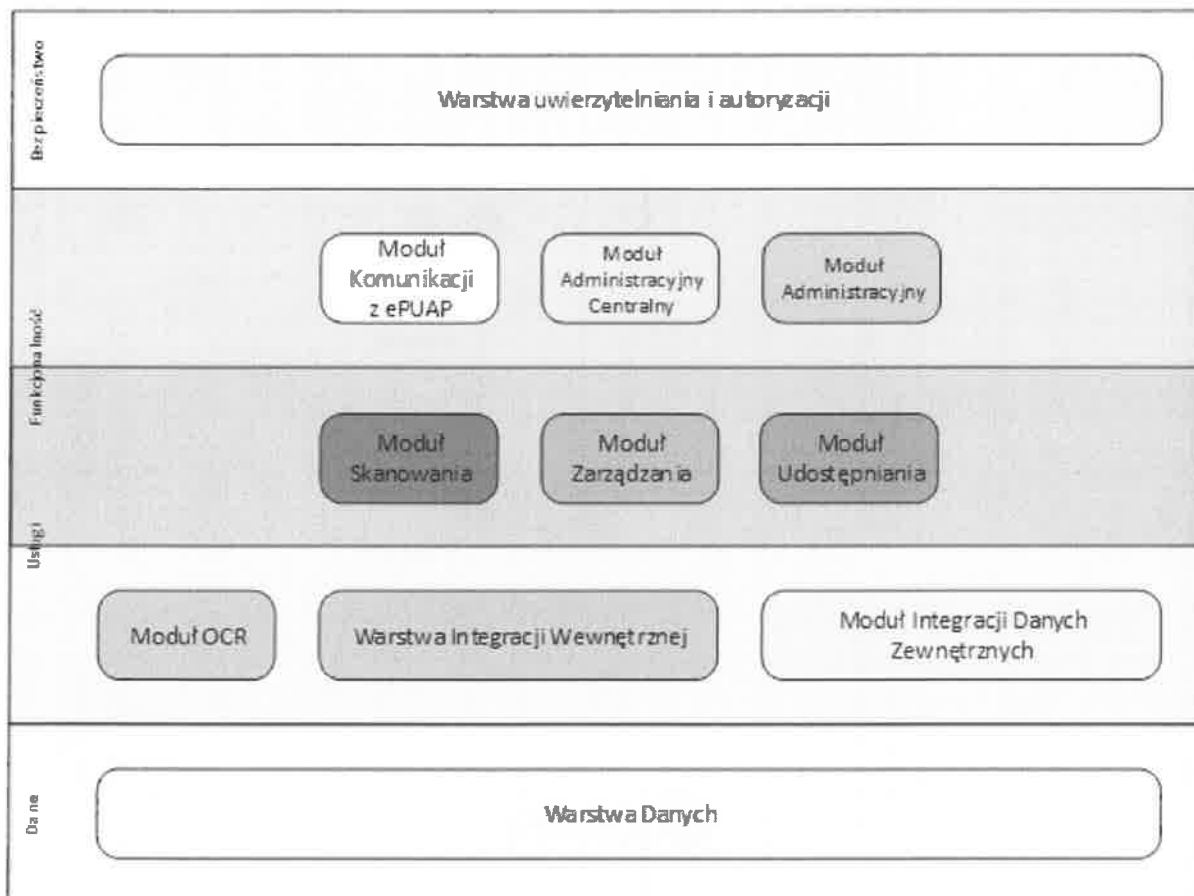 Bezpieczeństwo
Warstwa uwierzytelniania i autoryzacji
Funkcjonalność
Moduł
Komunikacji
z ePUAP
Moduł
Administracyjny
Centralny
Moduł
Administracyjny
Moduł
Skanowania
Moduł
Zarządzania
Moduł
Udostępniania
Usługi
Moduł OCR
Warstwa Integracji Wewnętrznej
Moduł Integracji Danych
Zewnętrznych
Dane
Warstwa Danych